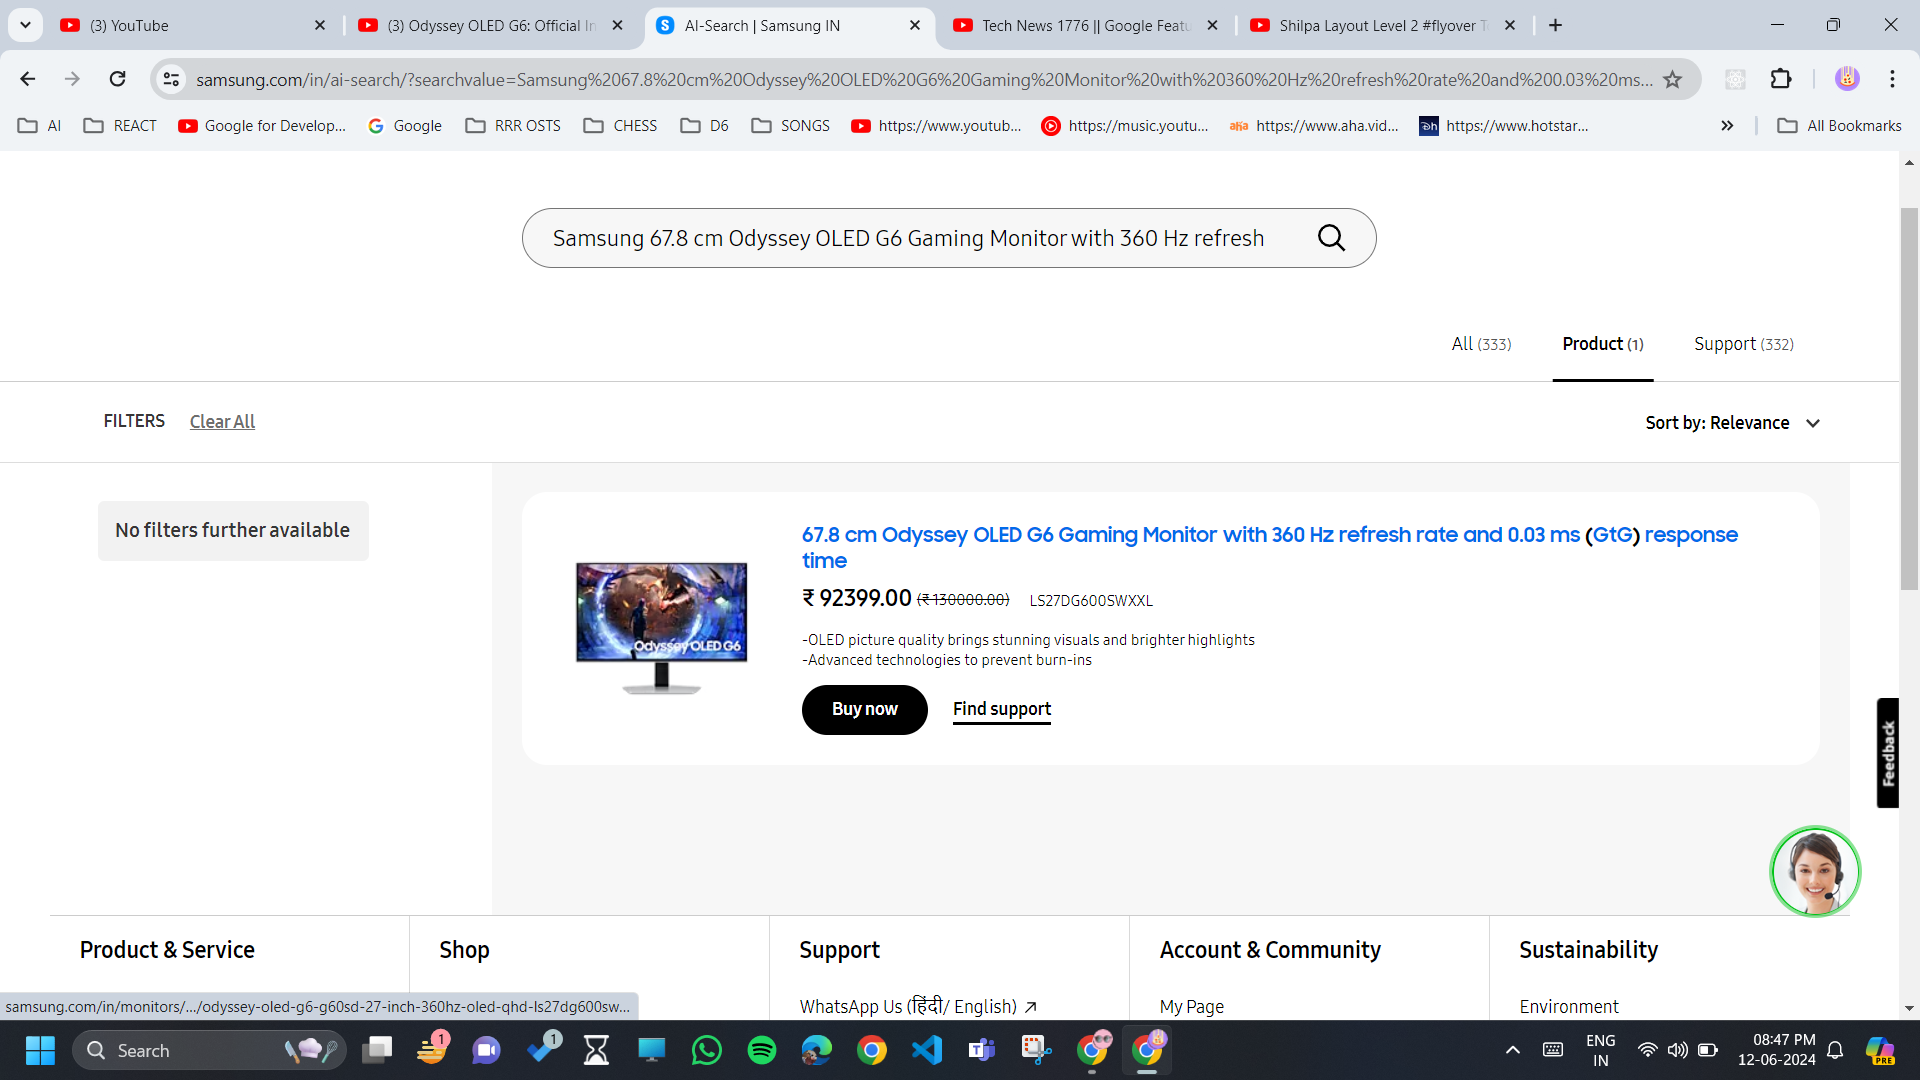 (3) YouTube
(3) Odyssey OLED G6: Official In
AI-Search | Samsung IN
Tech News 1776 || Google Featu
Shilpa Layout Level 2 #flyover T
samsung.com/in/ai-search/?searchvalue=Samsung%2067.8%20cm%20Odyssey%20OLED%20G6%20Gaming%20Monitor%20with%20360%20Hz%20refresh%20rate%20and%200.03%20ms...
AI
REACT
Google for Develop...
Google
RRR OSTS
CHESS
D6
SONGS
https://www.youtub...
https://music.youtu...
aha
https://www.aha.vid...
https://www.hotstar...
All Bookmarks
Samsung 67.8 cm Odyssey OLED G6 Gaming Monitor with 360 Hz refresh
All (333)
Product (1)
Support (332)
FILTERS
Clear All
Sort by: Relevance
No filters further available
67.8 cm Odyssey OLED G6 Gaming Monitor with 360 Hz refresh rate and 0.03 ms (GtG) response
time
₹ 92399.00 (₹ 130000.00) LS27DG600SWXXL
-OLED picture quality brings stunning visuals and brighter highlights
-Advanced technologies to prevent burn-ins
Odyssey OLED G6
Buy now
Find support
Feedback
Product & Service
Shop
Support
Account & Community
Sustainability
WhatsApp Us (हिंदी/ English)
My Page
Environment
samsung.com/in/monitors/.../odyssey-oled-g6-g60sd-27-inch-360hz-oled-qhd-ls27dg600sw...
Search
1
1
ENG
IN
08:47 PM
12-06-2024
PRE